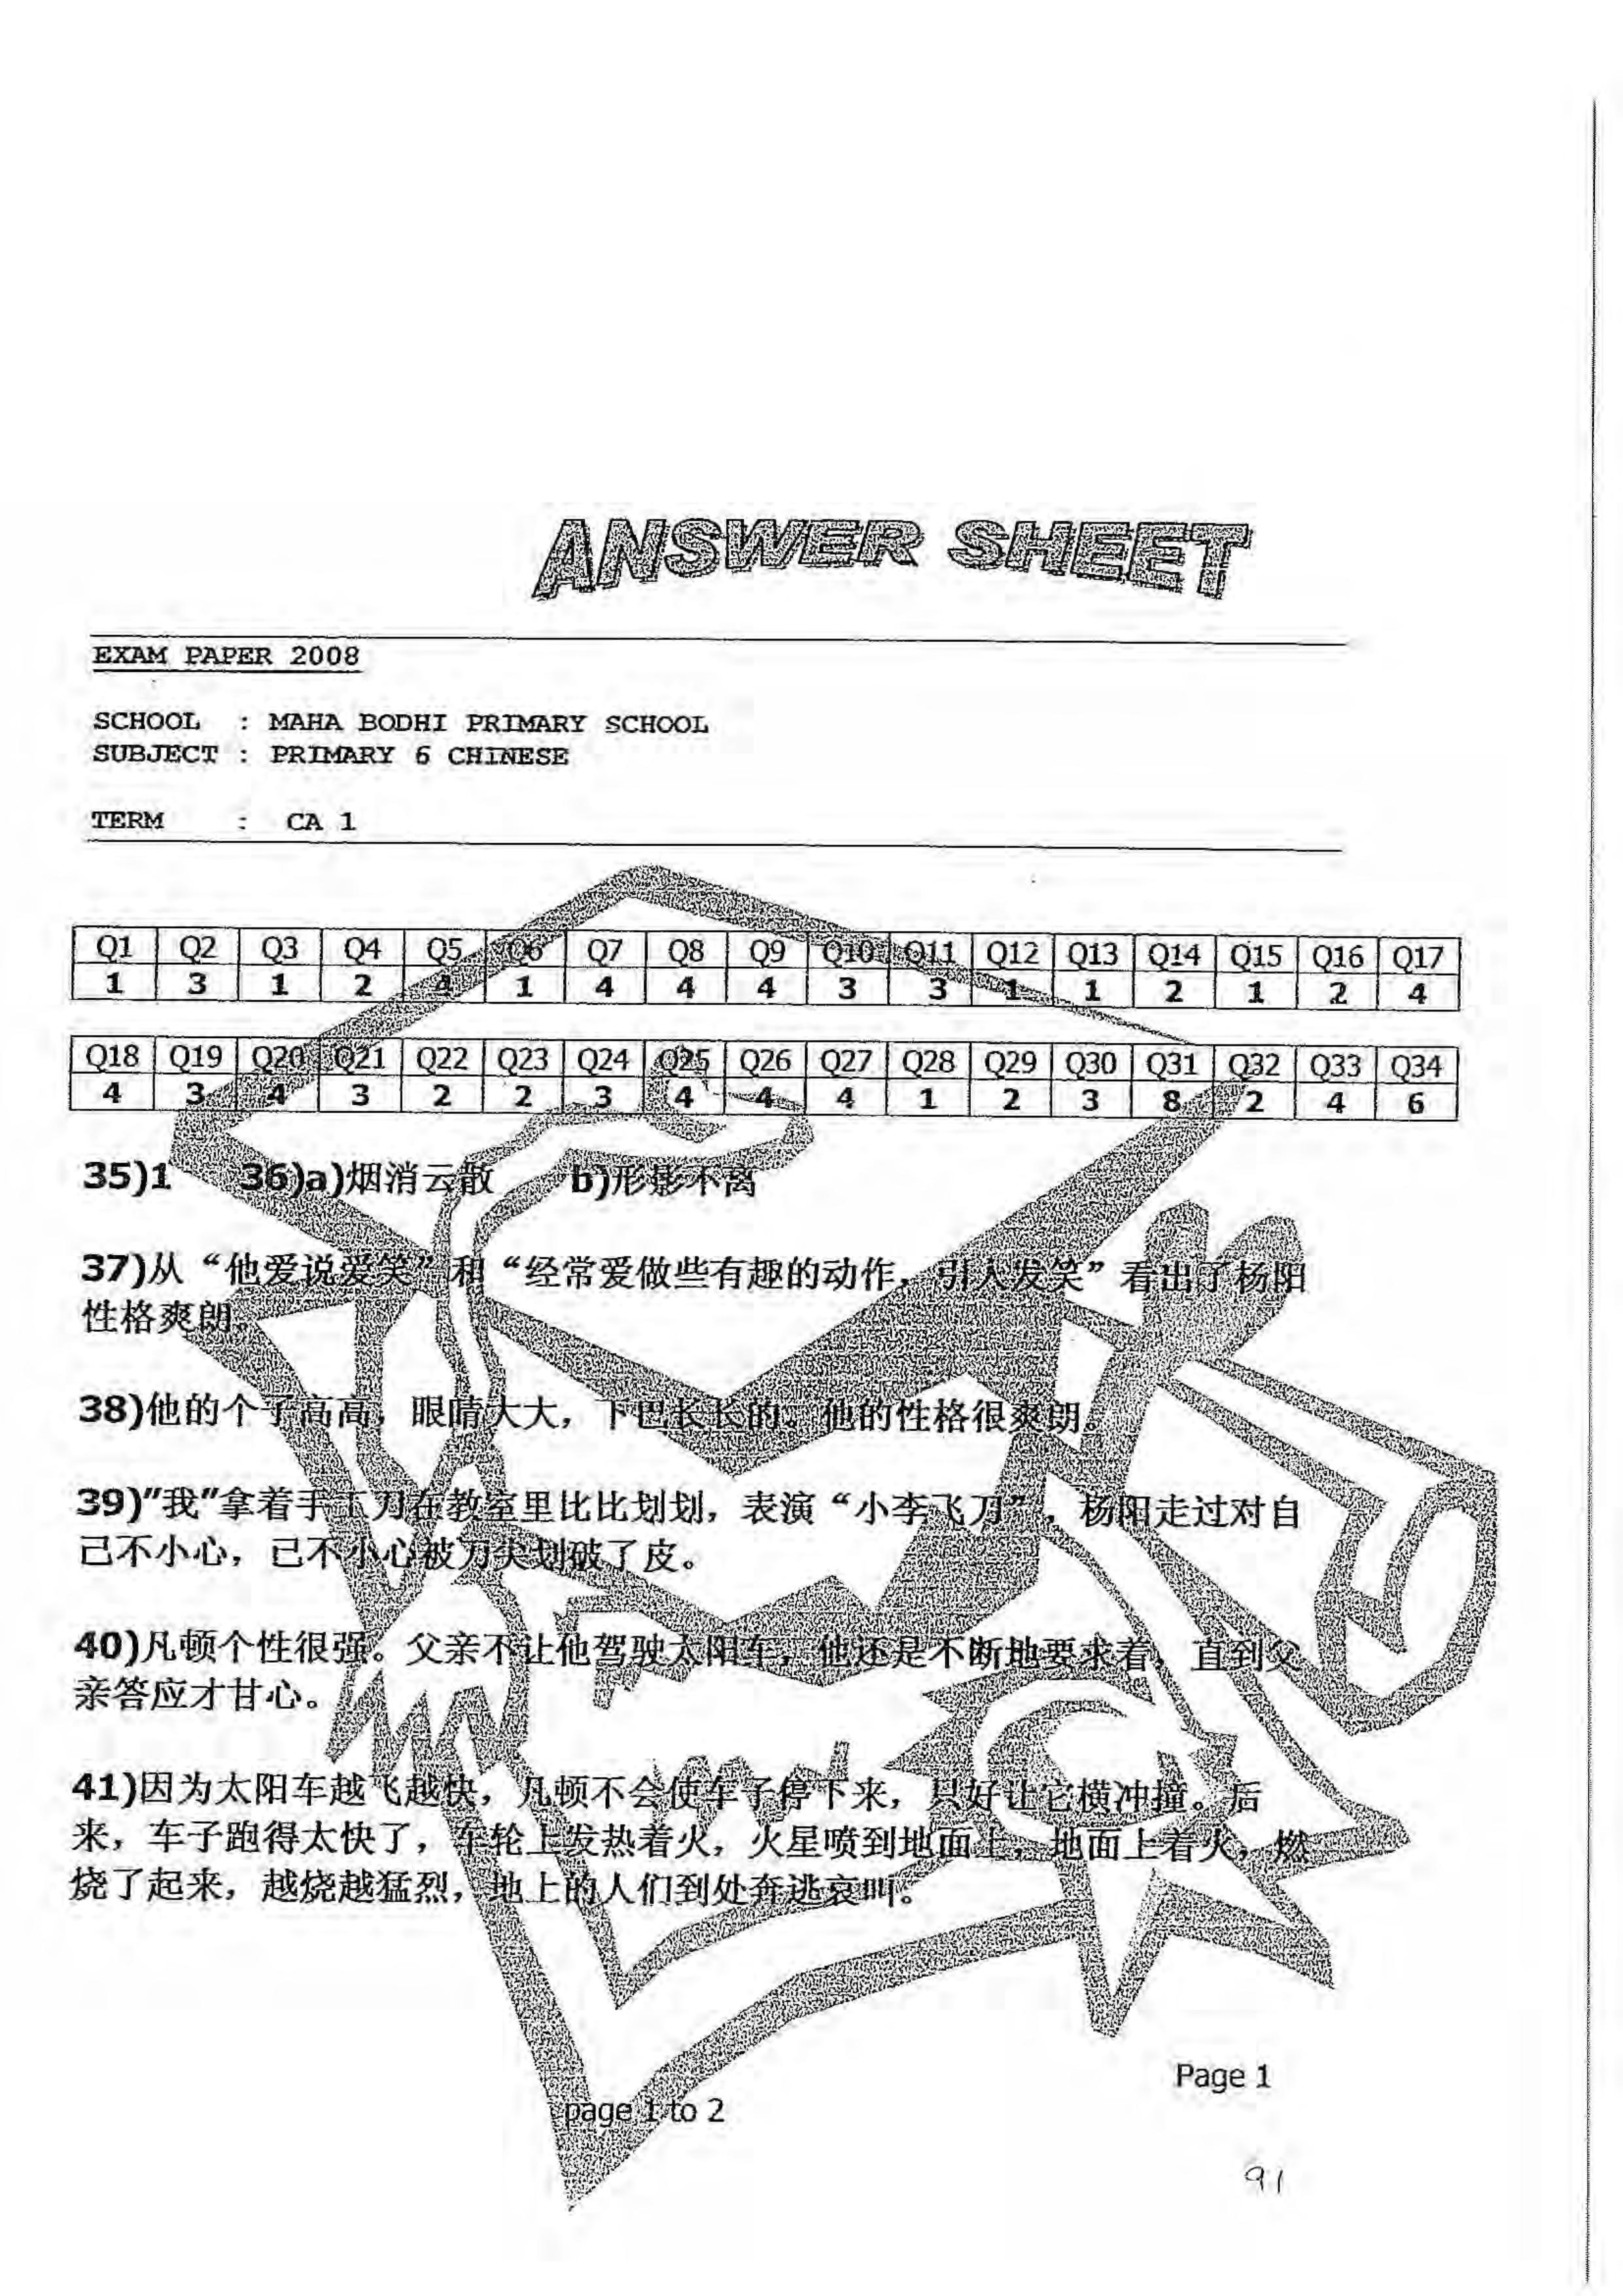 ANSWER SHEET
EXAM PAPER 2008
SCHOOL : MAHA BODHI PRIMARY SCHOOL
SUBJECT : PRIMARY 6 CHINESE
TERM : CA 1
Q1 Q2 Q3 Q4 Q5 Q6 Q7 Q8 Q9 Q10 Q11 Q12 Q13 Q14 Q15 Q16 Q17
1 3 1 2 4 1 4 4 4 3 3 1 1 2 1 2 4
Q18 Q19 Q20 Q21 Q22 Q23 Q24 Q25 Q26 Q27 Q28 Q29 Q30 Q31 Q32 Q33 Q34
4 3 4 3 2 2 3 4 4 4 1 2 3 8 2 4 6
35)1 36)a)烟消云散 b)形影不离
37)从“他爱说爱笑”和“经常爱做些有趣的动作，引人发笑”看出了杨阳
性格爽朗。
38)他的个子高高，眼睛大大，下巴长长的。他的性格很爽朗。
39)"我"拿着手工刀在教室里比比划划，表演“小李飞刀”，杨阳走过对自
己不小心，己不小心被刀尖划破了皮。
40)凡顿个性很强。父亲不让他驾驶太阳车，他还是不断地要求着，直到父
亲答应才甘心。
41)因为太阳车越飞越快，凡顿不会使车子停下来，只好让它横冲撞。后
来，车子跑得太快了，车轮上发热着火，火星喷到地面上，地面上着火，燃
烧了起来，越烧越猛烈，地上的人们到处奔逃哀叫。
Page 1
page 1 to 2
91